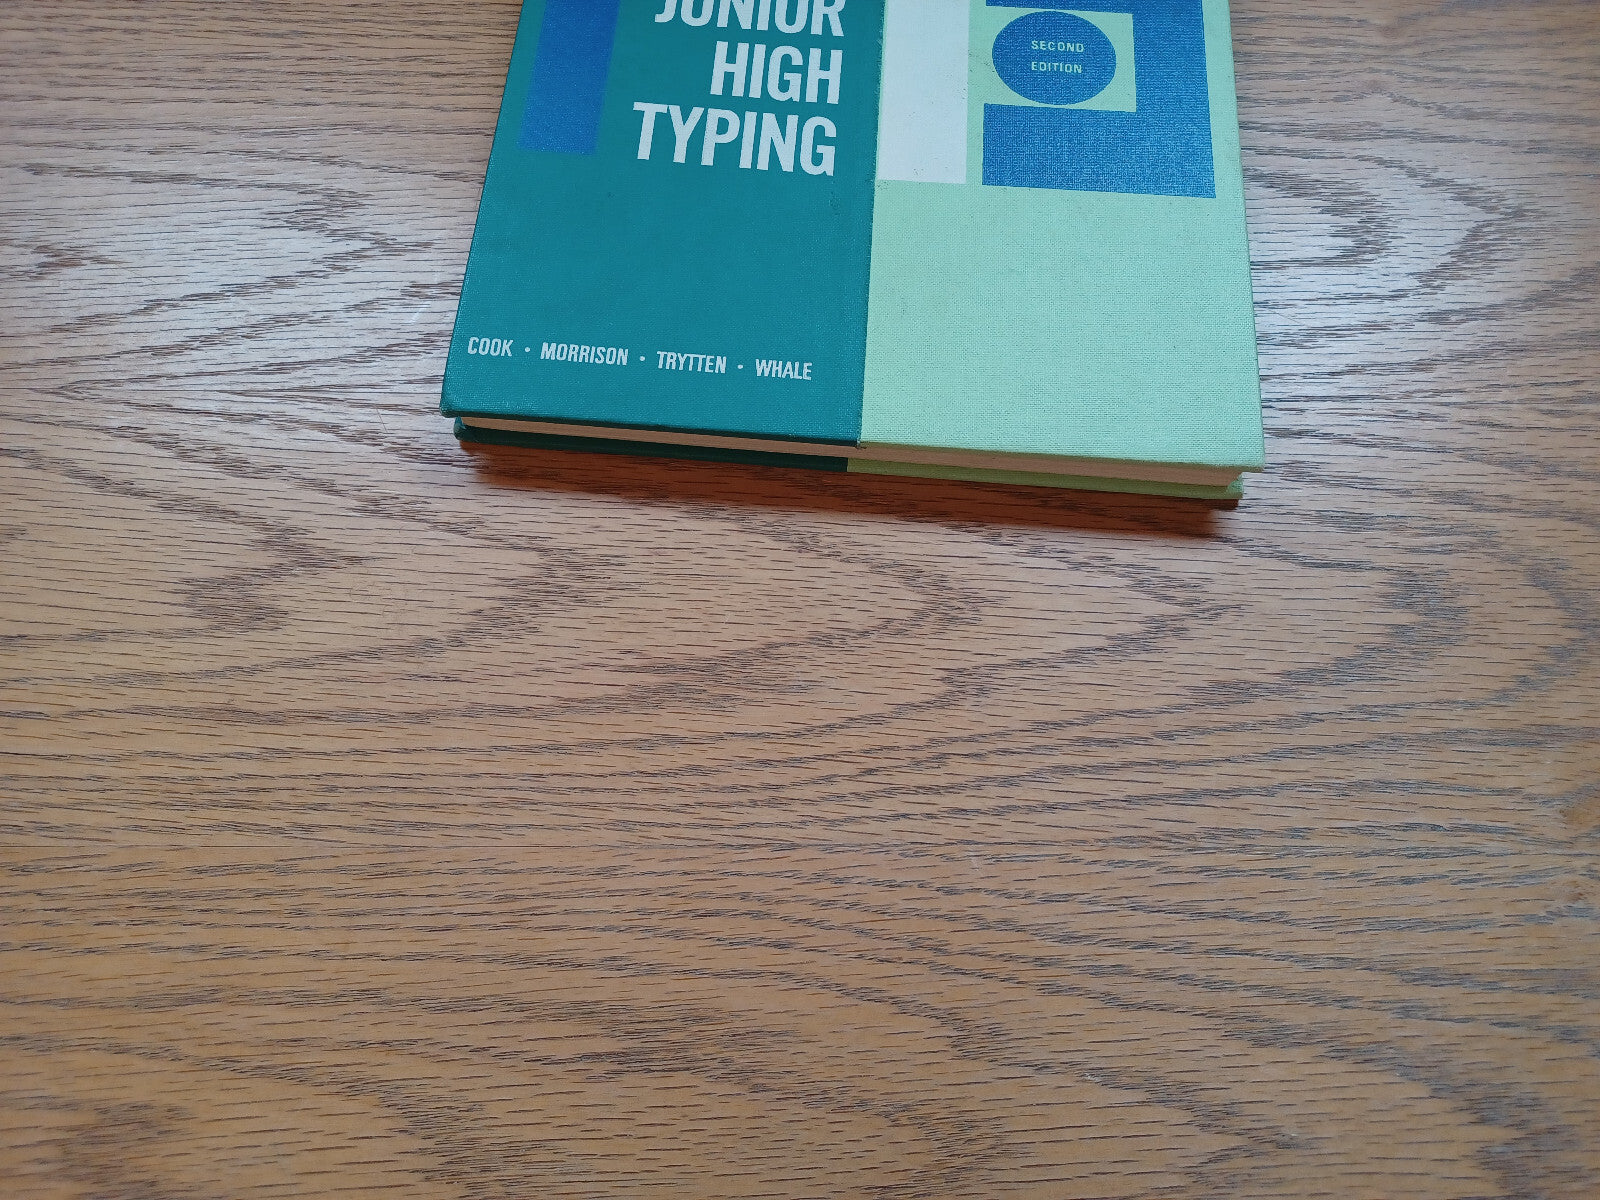 JUNIOR
HIGH
TYPING
SECOND
EDITION
COOK • MORRISON • TRYTTEN • WHALE